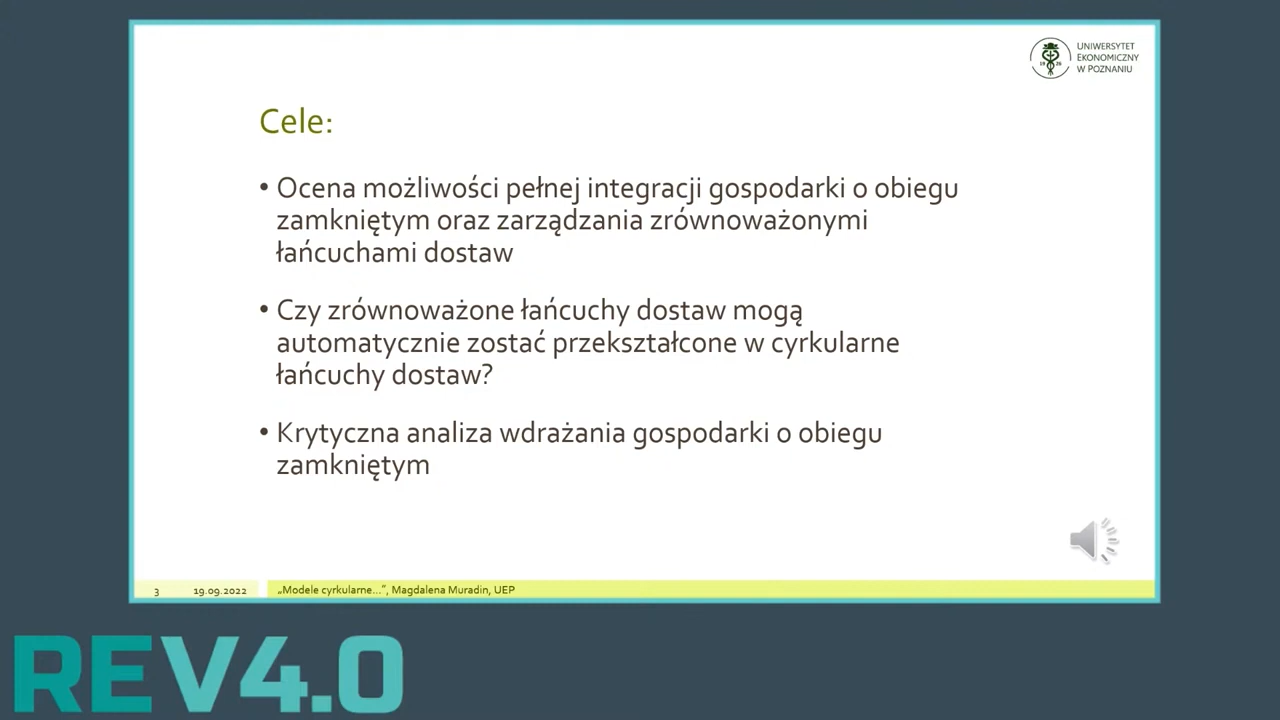 UNIWERSYTET
EKONOMICZNY
W POZNANIU
19 26
Cele:
• Ocena możliwości pełnej integracji gospodarki o obiegu
zamkniętym oraz zarządzania zrównoważonymi
łańcuchami dostaw
• Czy zrównoważone łańcuchy dostaw mogą
automatycznie zostać przekształcone w cyrkularne
łańcuchy dostaw?
• Krytyczna analiza wdrażania gospodarki o obiegu
zamkniętym
3 19.09.2022 „Modele cyrkularne...”, Magdalena Muradin, UEP
REV4.0